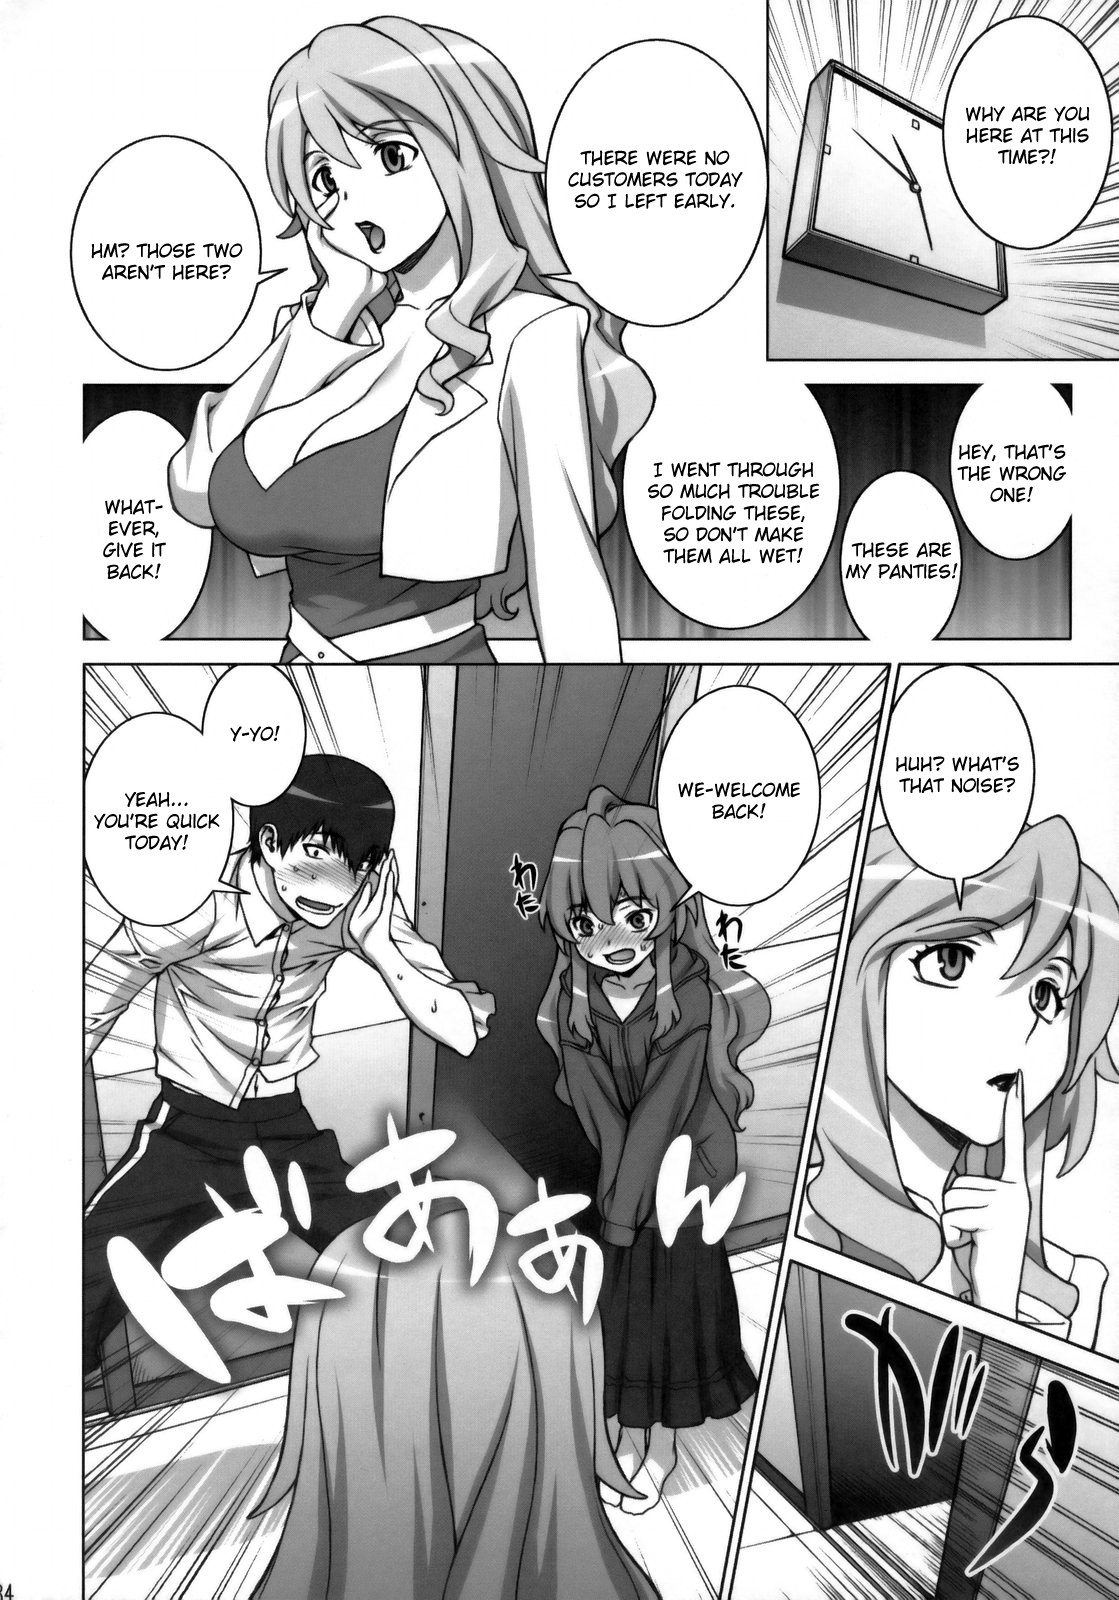 WHY ARE YOU
HERE AT THIS
TIME?!
THERE WERE NO
CUSTOMERS TODAY
SO I LEFT EARLY.
HM? THOSE TWO
AREN'T HERE?
HEY, THAT'S
THE WRONG
ONE!
THESE ARE
MY PANTIES!
I WENT THROUGH
SO MUCH TROUBLE
FOLDING THESE,
SO DON'T MAKE
THEM ALL WET!
WHAT-
EVER,
GIVE IT
BACK!
HUH? WHAT'S
THAT NOISE?
ガラ
WE-WELCOME
BACK!
わた
わた
Y-YO!
YEAH...
YOU'RE QUICK
TODAY!
ばあぁん
34